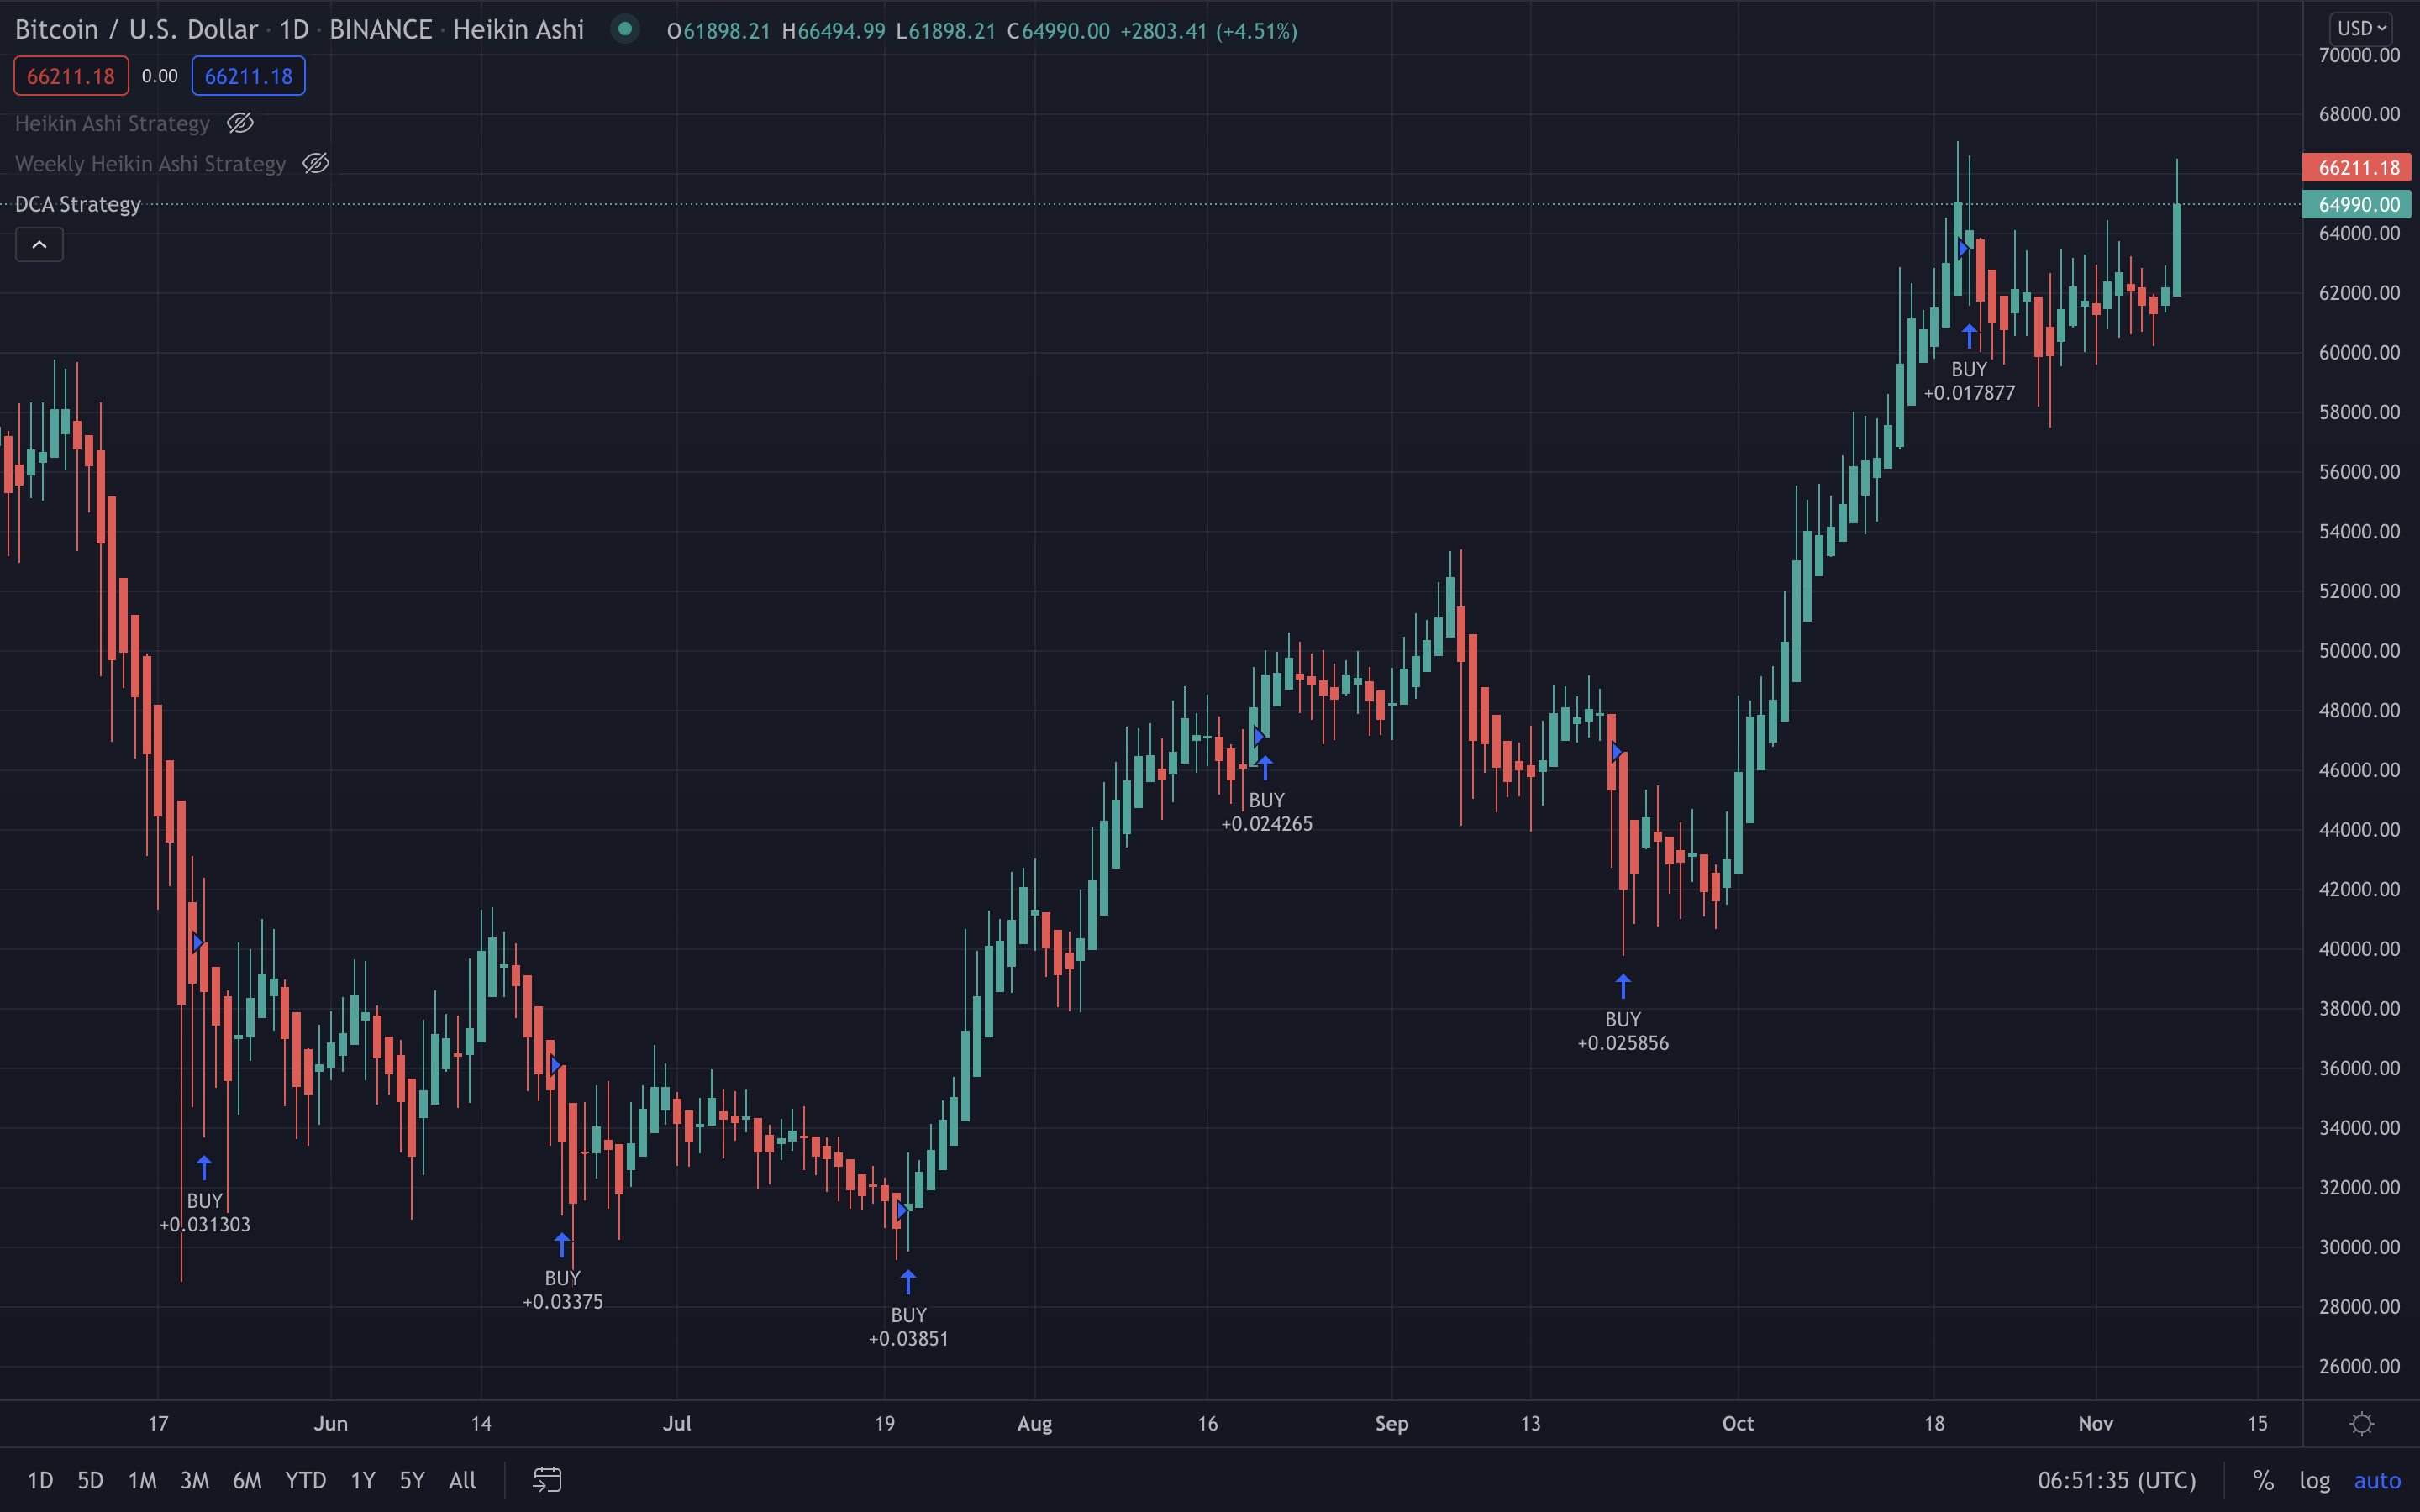 Bitcoin / U.S. Dollar · 1D · BINANCE · Heikin Ashi O61898.21 H66494.99 L61898.21 C64990.00 +2803.41 (+4.51%)
USD
66211.18 0.00 66211.18
Heikin Ashi Strategy
Weekly Heikin Ashi Strategy
DCA Strategy
70000.00
68000.00
66211.18
64990.00
64000.00
62000.00
60000.00
58000.00
56000.00
54000.00
52000.00
50000.00
48000.00
46000.00
44000.00
42000.00
40000.00
38000.00
36000.00
34000.00
32000.00
30000.00
28000.00
26000.00
BUY
+0.031303
BUY
+0.03375
BUY
+0.03851
BUY
+0.024265
BUY
+0.025856
BUY
+0.017877
17 Jun 14 Jul 19 Aug 16 Sep 13 Oct 18 Nov 15
1D 5D 1M 3M 6M YTD 1Y 5Y All 06:51:35 (UTC) % log auto